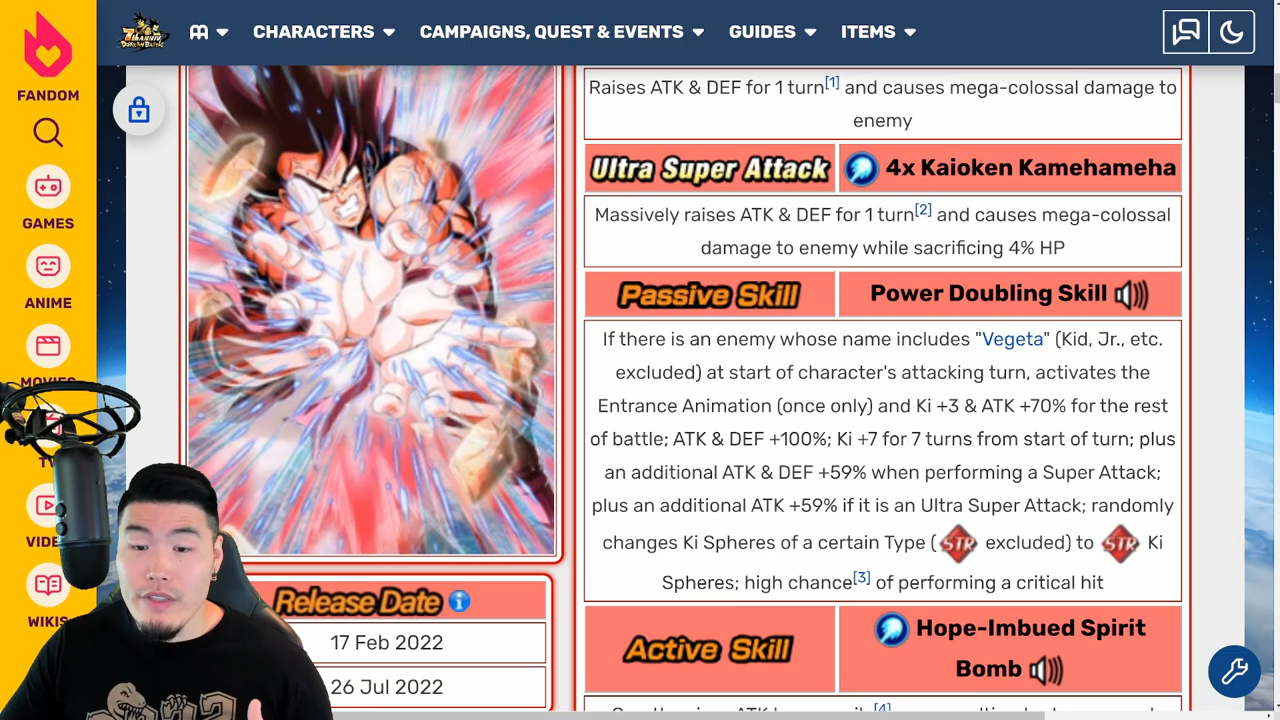 7th ANNIV
DOKKAN BATTLE
CHARACTERS
CAMPAIGNS, QUEST & EVENTS
GUIDES
ITEMS
FANDOM
GAMES
ANIME
MOVIES
WIKIS
Raises ATK & DEF for 1 turn[1] and causes mega-colossal damage to
enemy
Ultra Super Attack
4x Kaioken Kamehameha
Massively raises ATK & DEF for 1 turn[2] and causes mega-colossal
damage to enemy while sacrificing 4% HP
Passive Skill
Power Doubling Skill
If there is an enemy whose name includes "Vegeta" (Kid, Jr., etc.
excluded) at start of character's attacking turn, activates the
Entrance Animation (once only) and Ki +3 & ATK +70% for the rest
of battle; ATK & DEF +100%; Ki +7 for 7 turns from start of turn; plus
an additional ATK & DEF +59% when performing a Super Attack;
plus an additional ATK +59% if it is an Ultra Super Attack; randomly
changes Ki Spheres of a certain Type (STR excluded) to STR Ki
Spheres; high chance[3] of performing a critical hit
Active Skill
Hope-Imbued Spirit
Bomb
Release Date
17 Feb 2022
26 Jul 2022